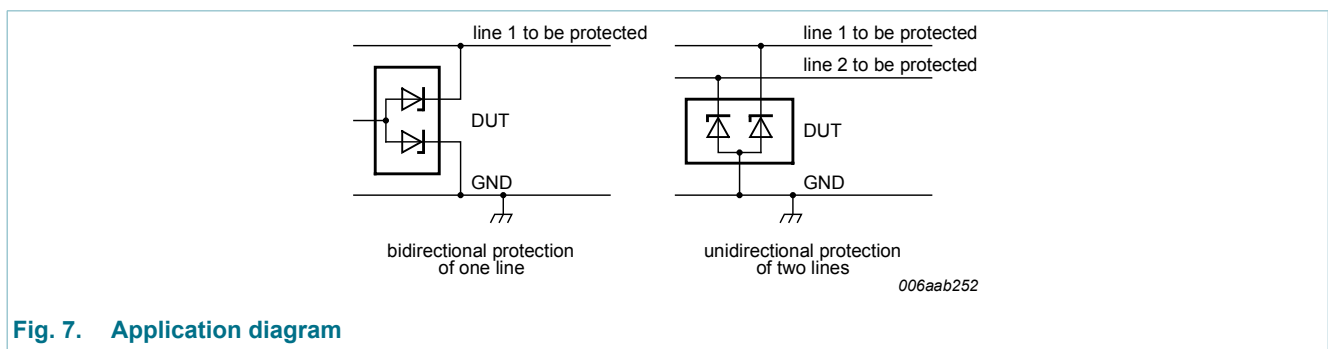 line 1 to be protected
DUT
GND
bidirectional protection
of one line
line 1 to be protected
line 2 to be protected
DUT
GND
unidirectional protection
of two lines
006aab252
Fig. 7. Application diagram